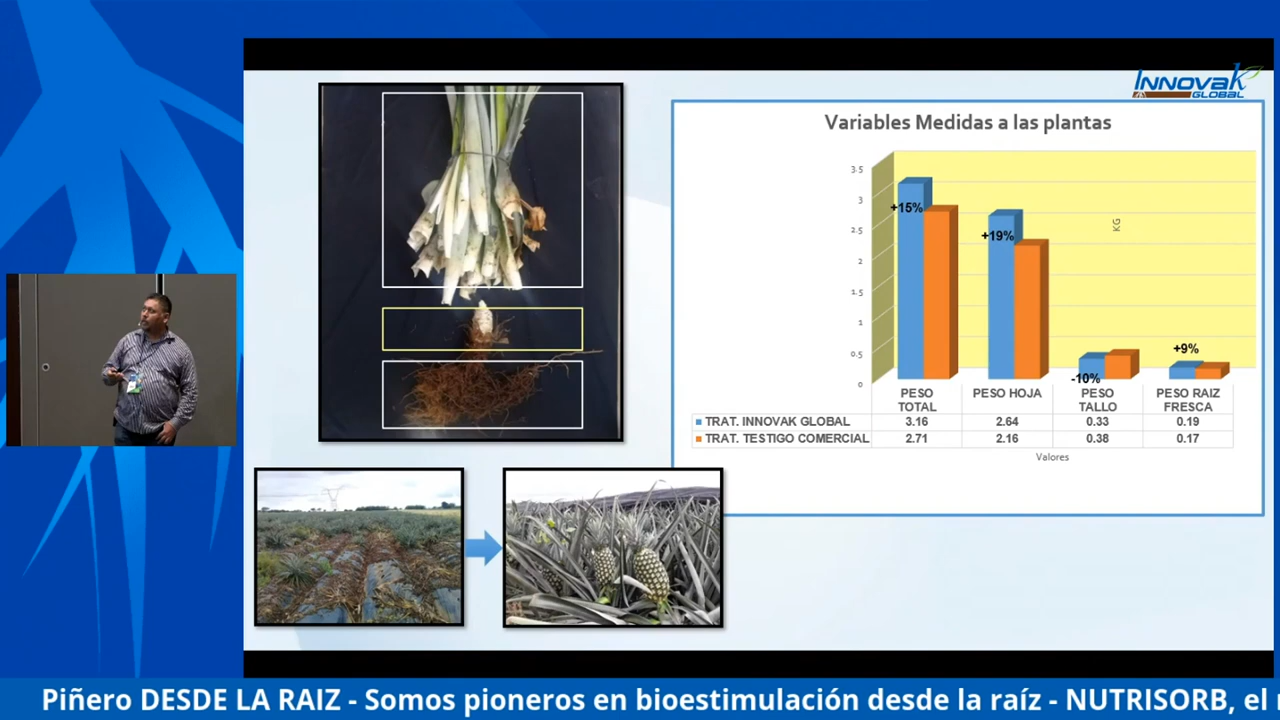 INNOVAK
GLOBAL
Variables Medidas a las plantas
3.5
3
2.5
2
1.5
1
0.5
0
KG
+15%
+19%
-10%
+9%
PESO TOTAL
PESO HOJA
PESO TALLO
PESO RAIZ FRESCA
TRAT. INNOVAK GLOBAL 3.16 2.64 0.33 0.19
TRAT. TESTIGO COMERCIAL 2.71 2.16 0.38 0.17
Valores
Piñero DESDE LA RAIZ - Somos pioneros en bioestimulación desde la raíz - NUTRISORB, el